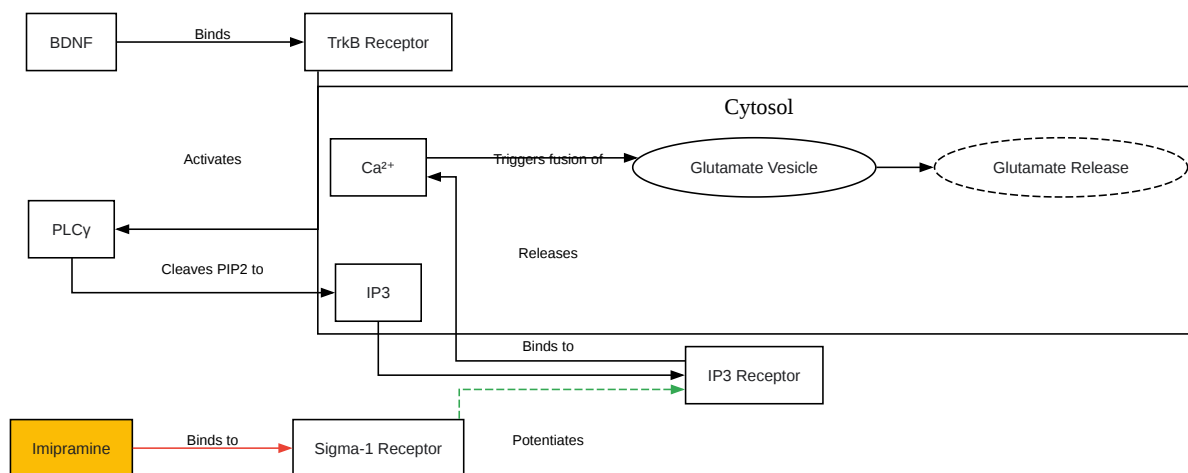 BDNF
Binds
TrkB Receptor
Cytosol
Activates
Ca²⁺
Triggers fusion of
Glutamate Vesicle
Glutamate Release
PLCγ
Releases
Cleaves PIP2 to
IP3
Binds to
IP3 Receptor
Imipramine
Binds to
Sigma-1 Receptor
Potentiates